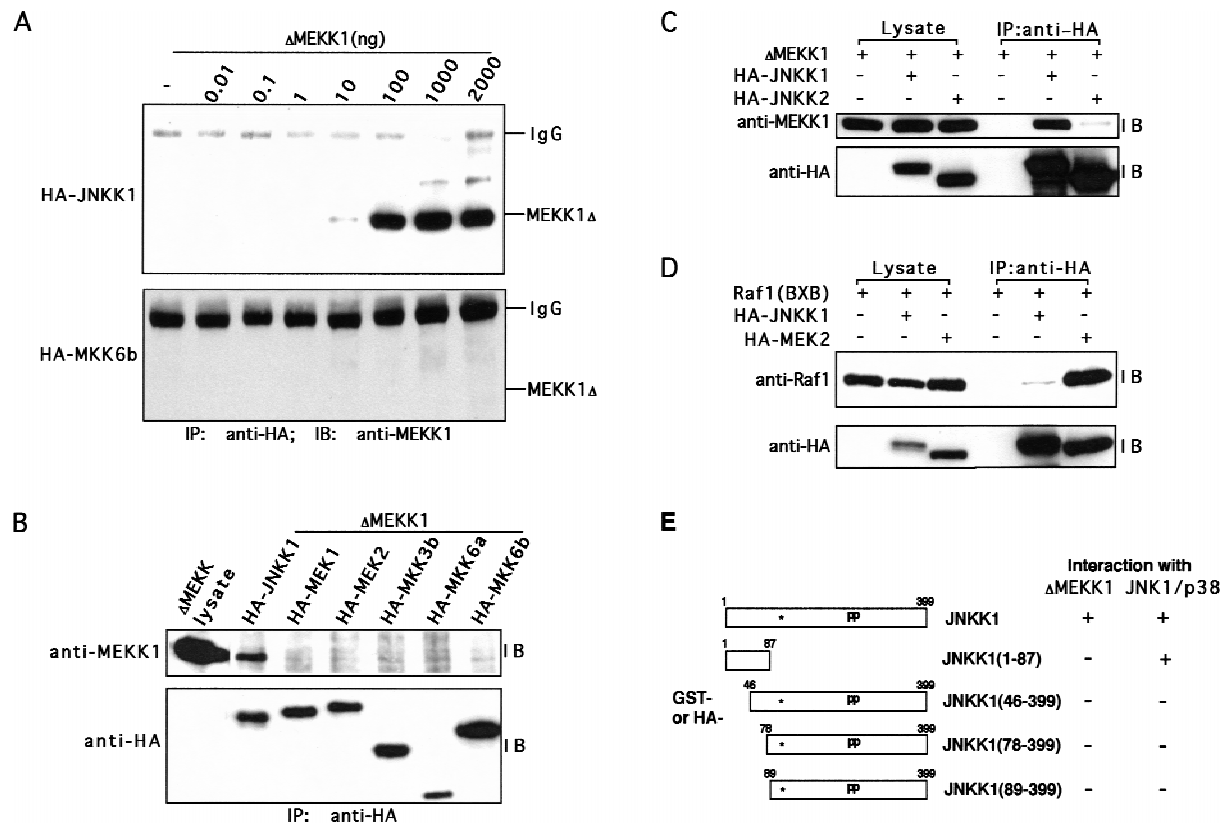 A
ΔMEKK1(ng)
- 0.01 0.1 1 10 100 1000 2000
IgG
HA-JNKK1
MEKK1Δ
IgG
HA-MKK6b
MEKK1Δ
IP: anti-HA; IB: anti-MEKK1
B
ΔMEKK1
ΔMEKK lysate HA-JNKK1 HA-MEK1 HA-MEK2 HA-MKK3b HA-MKK6a HA-MKK6b
anti-MEKK1 IB
anti-HA IB
IP: anti-HA
C
Lysate IP:anti-HA
ΔMEKK1 + + + + + +
HA-JNKK1 - + - - + -
HA-JNKK2 - - + - - +
anti-MEKK1 IB
anti-HA IB
D
Lysate IP:anti-HA
Raf1(BXB) + + + + + +
HA-JNKK1 - + - - + -
HA-MEK2 - - + - - +
anti-Raf1 IB
anti-HA IB
E
Interaction with
ΔMEKK1 JNK1/p38
1 399
* pp JNKK1 + +
1 87
JNKK1(1-87) - +
46 399
GST- or HA-
* pp JNKK1(46-399) - -
78 399
* pp JNKK1(78-399) - -
89 399
* pp JNKK1(89-399) - -